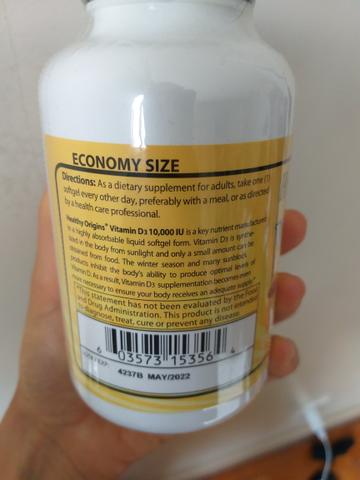 ECONOMY SIZE
Directions: As a dietary supplement for adults, take one (1)
softgel every other day, preferably with a meal, or as directed
by a health care professional.
Healthy Origins® Vitamin D3 10,000 IU is a key nutrient manufactured
in a highly absorbable liquid softgel form. Vitamin D3 is synthe-
sized in the body from sunlight and only a small amount can be
obtained from food. The winter season and many sunblock
products inhibit the body's ability to produce optimal levels of
Vitamin D. As a result, Vitamin D3 supplementation becomes even
more necessary to ensure your body receives an adequate supply.*
*This statement has not been evaluated by the Food
and Drug Administration. This product is not intended
to diagnose, treat, cure or prevent any disease.
6 03573 15356 4
4237B MAY/2022